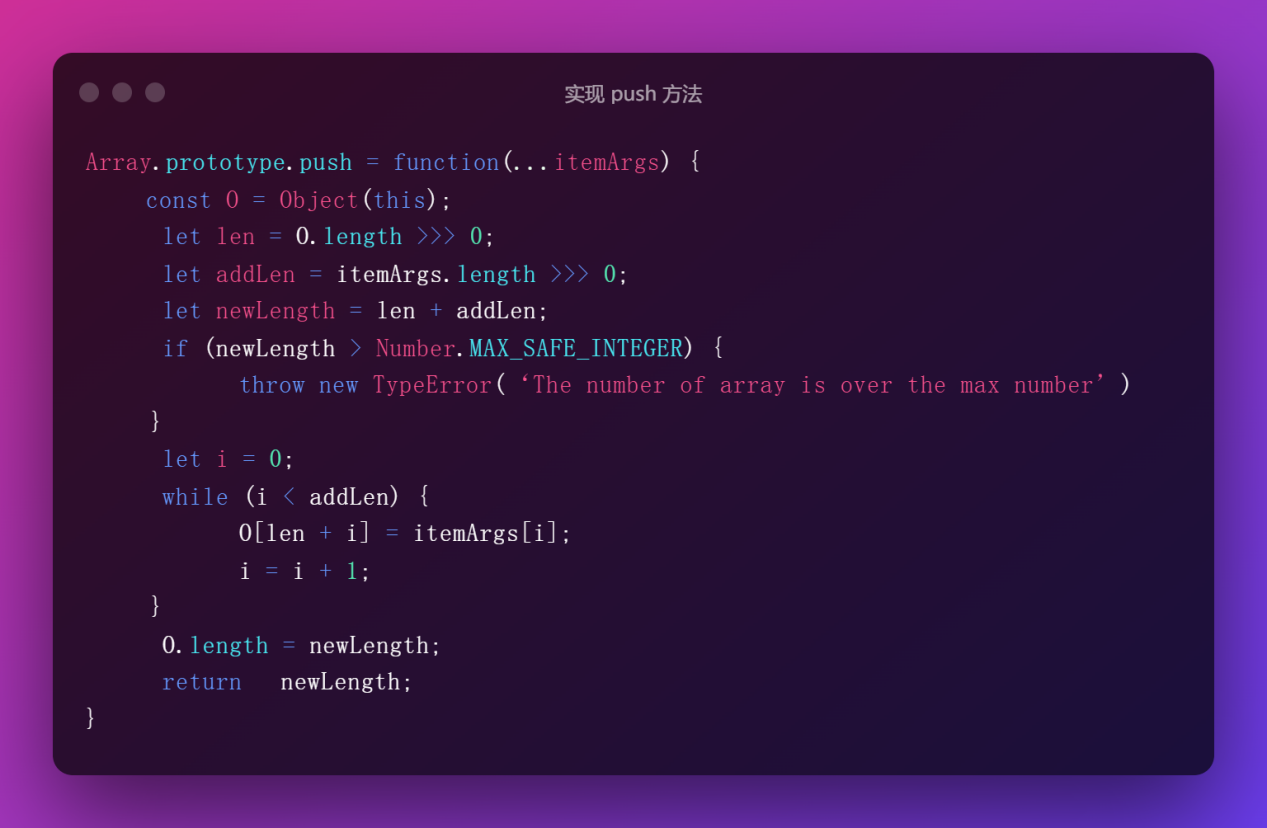 实现 push 方法
Array.prototype.push = function(...itemArgs) {
const O = Object(this);
let len = O.length >>> 0;
let addLen = itemArgs.length >>> 0;
let newLength = len + addLen;
if (newLength > Number.MAX_SAFE_INTEGER) {
throw new TypeError(‘The number of array is over the max number’)
}
let i = 0;
while (i < addLen) {
O[len + i] = itemArgs[i];
i = i + 1;
}
O.length = newLength;
return newLength;
}